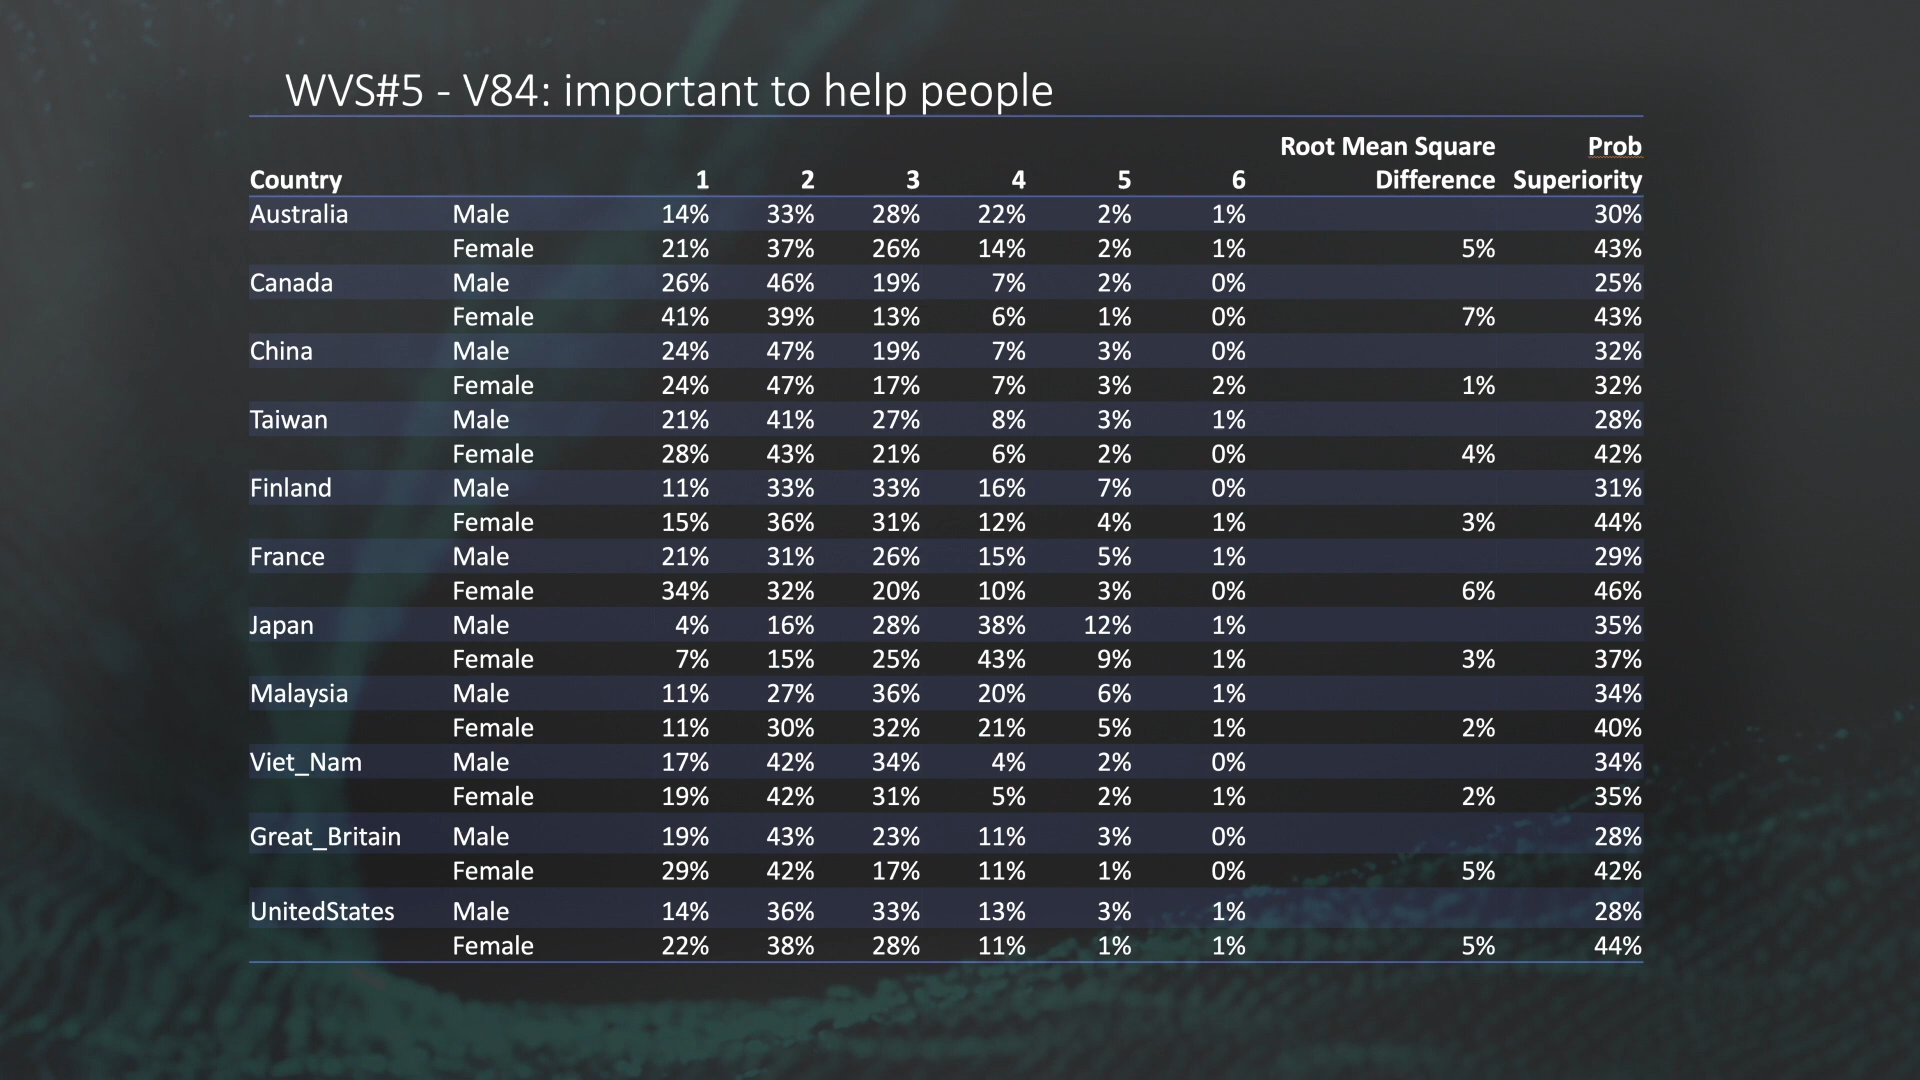 WVS#5 - V84: important to help people
Root Mean Square Prob
Country 1 2 3 4 5 6 Difference Superiority
Australia Male 14% 33% 28% 22% 2% 1% 30%
Female 21% 37% 26% 14% 2% 1% 5% 43%
Canada Male 26% 46% 19% 7% 2% 0% 25%
Female 41% 39% 13% 6% 1% 0% 7% 43%
China Male 24% 47% 19% 7% 3% 0% 32%
Female 24% 47% 17% 7% 3% 2% 1% 32%
Taiwan Male 21% 41% 27% 8% 3% 1% 28%
Female 28% 43% 21% 6% 2% 0% 4% 42%
Finland Male 11% 33% 33% 16% 7% 0% 31%
Female 15% 36% 31% 12% 4% 1% 3% 44%
France Male 21% 31% 26% 15% 5% 1% 29%
Female 34% 32% 20% 10% 3% 0% 6% 46%
Japan Male 4% 16% 28% 38% 12% 1% 35%
Female 7% 15% 25% 43% 9% 1% 3% 37%
Malaysia Male 11% 27% 36% 20% 6% 1% 34%
Female 11% 30% 32% 21% 5% 1% 2% 40%
Viet_Nam Male 17% 42% 34% 4% 2% 0% 34%
Female 19% 42% 31% 5% 2% 1% 2% 35%
Great_Britain Male 19% 43% 23% 11% 3% 0% 28%
Female 29% 42% 17% 11% 1% 0% 5% 42%
UnitedStates Male 14% 36% 33% 13% 3% 1% 28%
Female 22% 38% 28% 11% 1% 1% 5% 44%